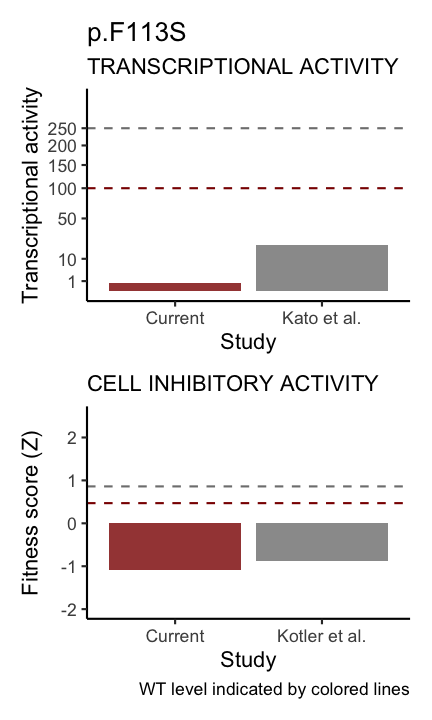 p.F113S
TRANSCRIPTIONAL ACTIVITY
Transcriptional activity
250
200
150
100
50
10
1
Current
Kato et al.
Study
CELL INHIBITORY ACTIVITY
Fitness score (Z)
2
1
0
-1
-2
Current
Kotler et al.
Study
WT level indicated by colored lines